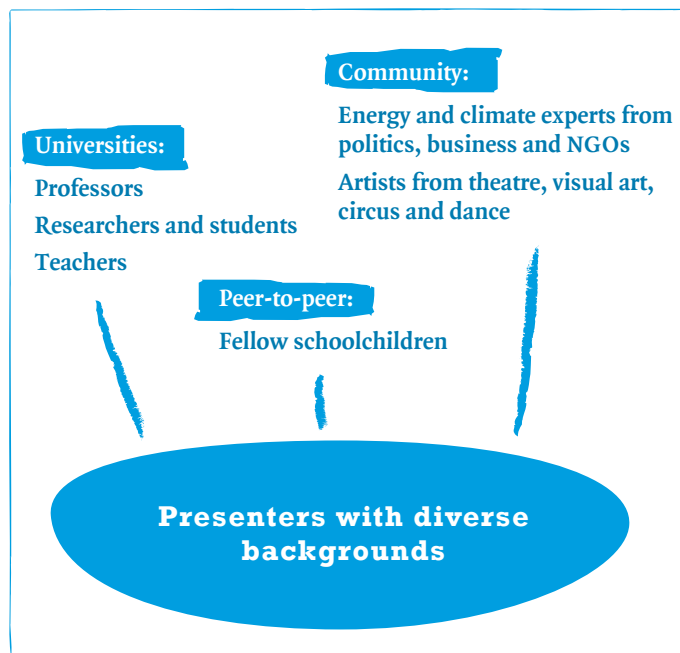 Universities:
Professors
Researchers and students
Teachers
Peer-to-peer:
Fellow schoolchildren
Community:
Energy and climate experts from
politics, business and NGOs
Artists from theatre, visual art,
circus and dance
Presenters with diverse
backgrounds